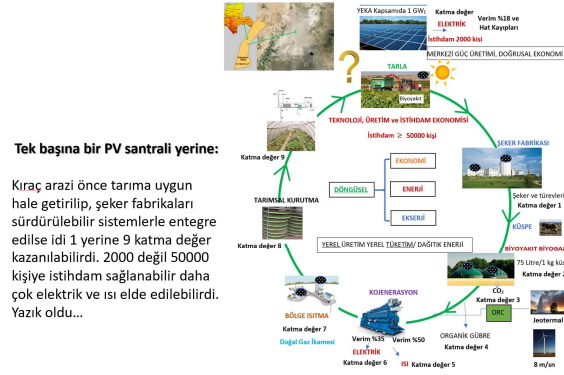 Tek başına bir PV santrali yerine:
Kıraç arazi önce tarıma uygun
hale getirilip, şeker fabrikaları
sürdürülebilir sistemlerle entegre
edilse idi 1 yerine 9 katma değer
kazanılabilirdi. 2000 değil 50000
kişiye istihdam sağlanabilir daha
çok elektrik ve ısı elde edilebilirdi.
Yazık oldu…
YEKA Kapsamıda 1 GW
Katma değer
ELEKTRİK
Verim %18 ve
Hat Kayıpları
İstihdam 2000 kisi
MERKEZİ GÜÇ ÜRETİMİ, DOĞRUSAL EKONOMİ
?
TARLA
Biyoyakıt
TEKNOLOJİ, ÜRETİM ve İSTİHDAM EKONOMİSİ
İstihdam ≥ 50000 kişi
ŞEKER FABRİKASI
Şeker ve türevleri
Katma değer 1
KÜSPE
BİYOYAKIT BİYOGAZ
75 Litre/1 kg küs
Katma değer 2
CO₂
Katma değer 3
ORC
Jeotermal
8 m/sn
ORGANİK GÜBRE
Katma değer 4
KOJENERASYON
Verim %35
Verim %50
ELEKTRİK
Katma değer 6
ISI Katma değer 5
BÖLGE ISITMA
Katma değer 7
Doğal Gaz İkamesi
TARIMSAL KURUTMA
Katma değer 8
Katma değer 9
DÖNGÜSEL
EKONOMİ
ENERJİ
EKSERJİ
YEREL ÜRETİM YEREL TÜKETİM/ DAĞITIK ENERJİ